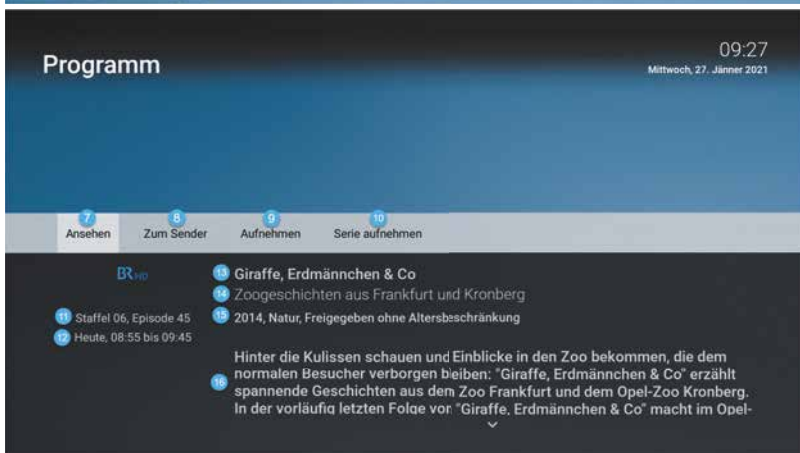 09:27
Programm
Mittwoch, 27. Jänner 2021
7 8 9 10
Ansehen Zum Sender Aufnehmen Serie aufnehmen
BR HD
13 Giraffe, Erdmännchen & Co
14 Zoogeschichten aus Frankfurt und Kronberg
11 Staffel 06, Episode 45
15 2014, Natur, Freigegeben ohne Altersbeschränkung
12 Heute, 08:55 bis 09:45
Hinter die Kulissen schauen und Einblicke in den Zoo bekommen, die dem
normalen Besucher verborgen bleiben: "Giraffe, Erdmännchen & Co" erzählt
16 spannende Geschichten aus dem Zoo Frankfurt und dem Opel-Zoo Kronberg.
In der vorläufig letzten Folge von "Giraffe, Erdmännchen & Co" macht im Opel-